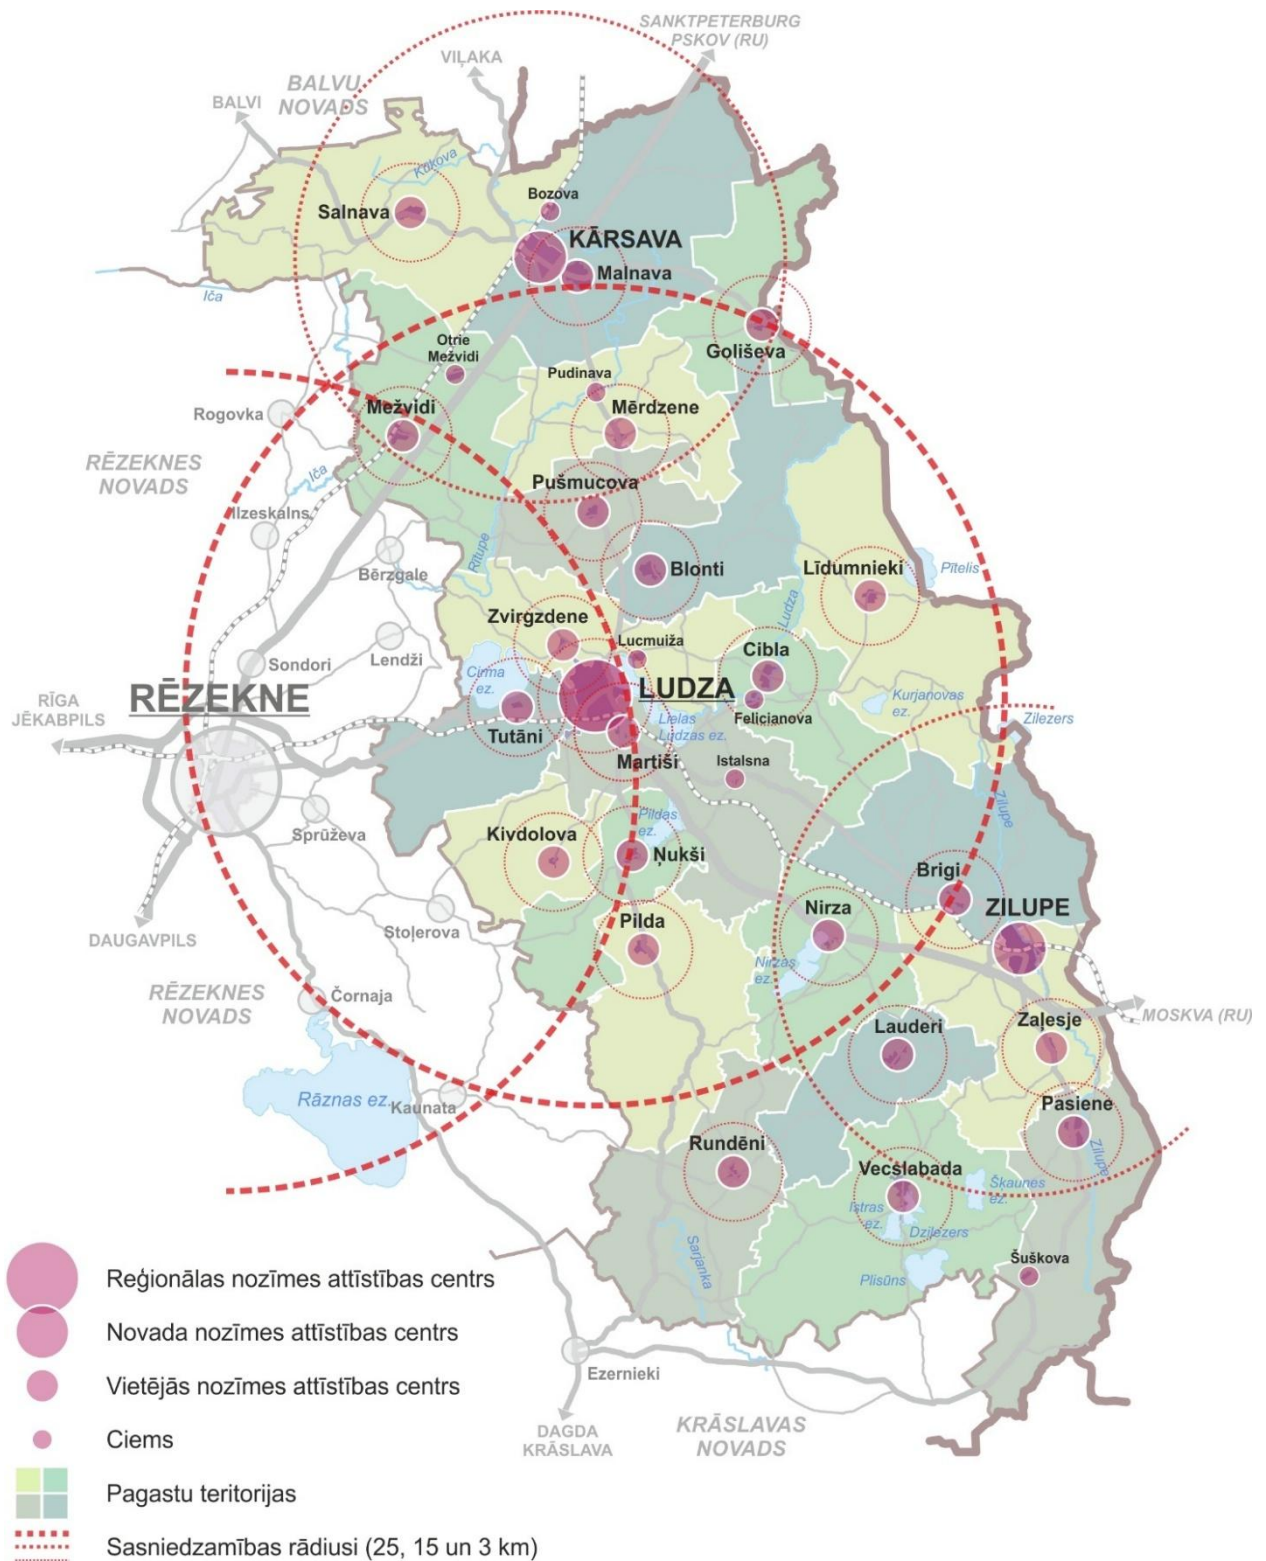 SANKTPETERBURG
PSKOV (RU)
VIĻAKA
BALVU
NOVADS
BALVI
Kūkova
Bozova
Salnava
KĀRSAVA
Malnava
Iča
Goliševa
Otrie
Mežvidi
Pudinava
Rogovka
Mežvidi
Mērdzene
RĒZEKNES
NOVADS
Iča
Pušmucova
Ilzeskalns
Rītupe
Bērzgale
Blonti
Līdumnieki
Pītelis
Ludza
Zvirgzdene
Lucmuiža
Cibla
Sondori
Lendži
Cirma
ez.
RĒZEKNE
LUDZA
RĪGA
JĒKABPILS
Kurjanovas
ez.
Feliciānova
Lielas
Ludzas ez.
Zilezers
Tutāni
Martiši
Istalsna
Zilupe
Sprūževa
Pildas
ez.
Kivdolova
Ņukši
Brigi
ZILUPE
Nirza
Pilda
Stoļerova
DAUGAVPILS
Nirzas
ez.
RĒZEKNES
NOVADS
Čornaja
MOSKVA (RU)
Lauderi
Zaļesje
Rāznas ez.
Kaunata
Pasiene
Rundēni
Vecslabada
Zilupe
Šķaunes
ez.
Istras
ez.
Dziļezers
Sarjanka
Plisūns
Šuškova
Reģionālas nozīmes attīstības centrs
Novada nozīmes attīstības centrs
Vietējās nozīmes attīstības centrs
Ezernieki
Ciems
DAGDA
KRĀSLAVA
KRĀSLAVAS
NOVADS
Pagastu teritorijas
Sasniedzamības rādiusi (25, 15 un 3 km)